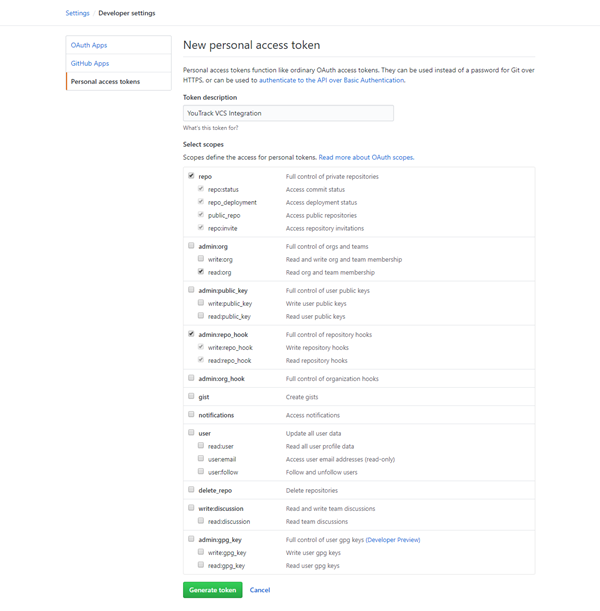 Settings / Developer settings
OAuth Apps
GitHub Apps
Personal access tokens
New personal access token
Personal access tokens function like ordinary OAuth access tokens. They can be used instead of a password for Git over
HTTPS, or can be used to authenticate to the API over Basic Authentication.
Token description
YouTrack VCS Integration
What's this token for?
Select scopes
Scopes define the access for personal tokens. Read more about OAuth scopes.
repo Full control of private repositories
repo:status Access commit status
repo_deployment Access deployment status
public_repo Access public repositories
repo:invite Access repository invitations
admin:org Full control of orgs and teams
write:org Read and write org and team membership
read:org Read org and team membership
admin:public_key Full control of user public keys
write:public_key Write user public keys
read:public_key Read user public keys
admin:repo_hook Full control of repository hooks
write:repo_hook Write repository hooks
read:repo_hook Read repository hooks
admin:org_hook Full control of organization hooks
gist Create gists
notifications Access notifications
user Update all user data
read:user Read all user profile data
user:email Access user email addresses (read-only)
user:follow Follow and unfollow users
delete_repo Delete repositories
write:discussion Read and write team discussions
read:discussion Read team discussions
admin:gpg_key Full control of user gpg keys (Developer Preview)
write:gpg_key Write user gpg keys
read:gpg_key Read user gpg keys
Generate token Cancel